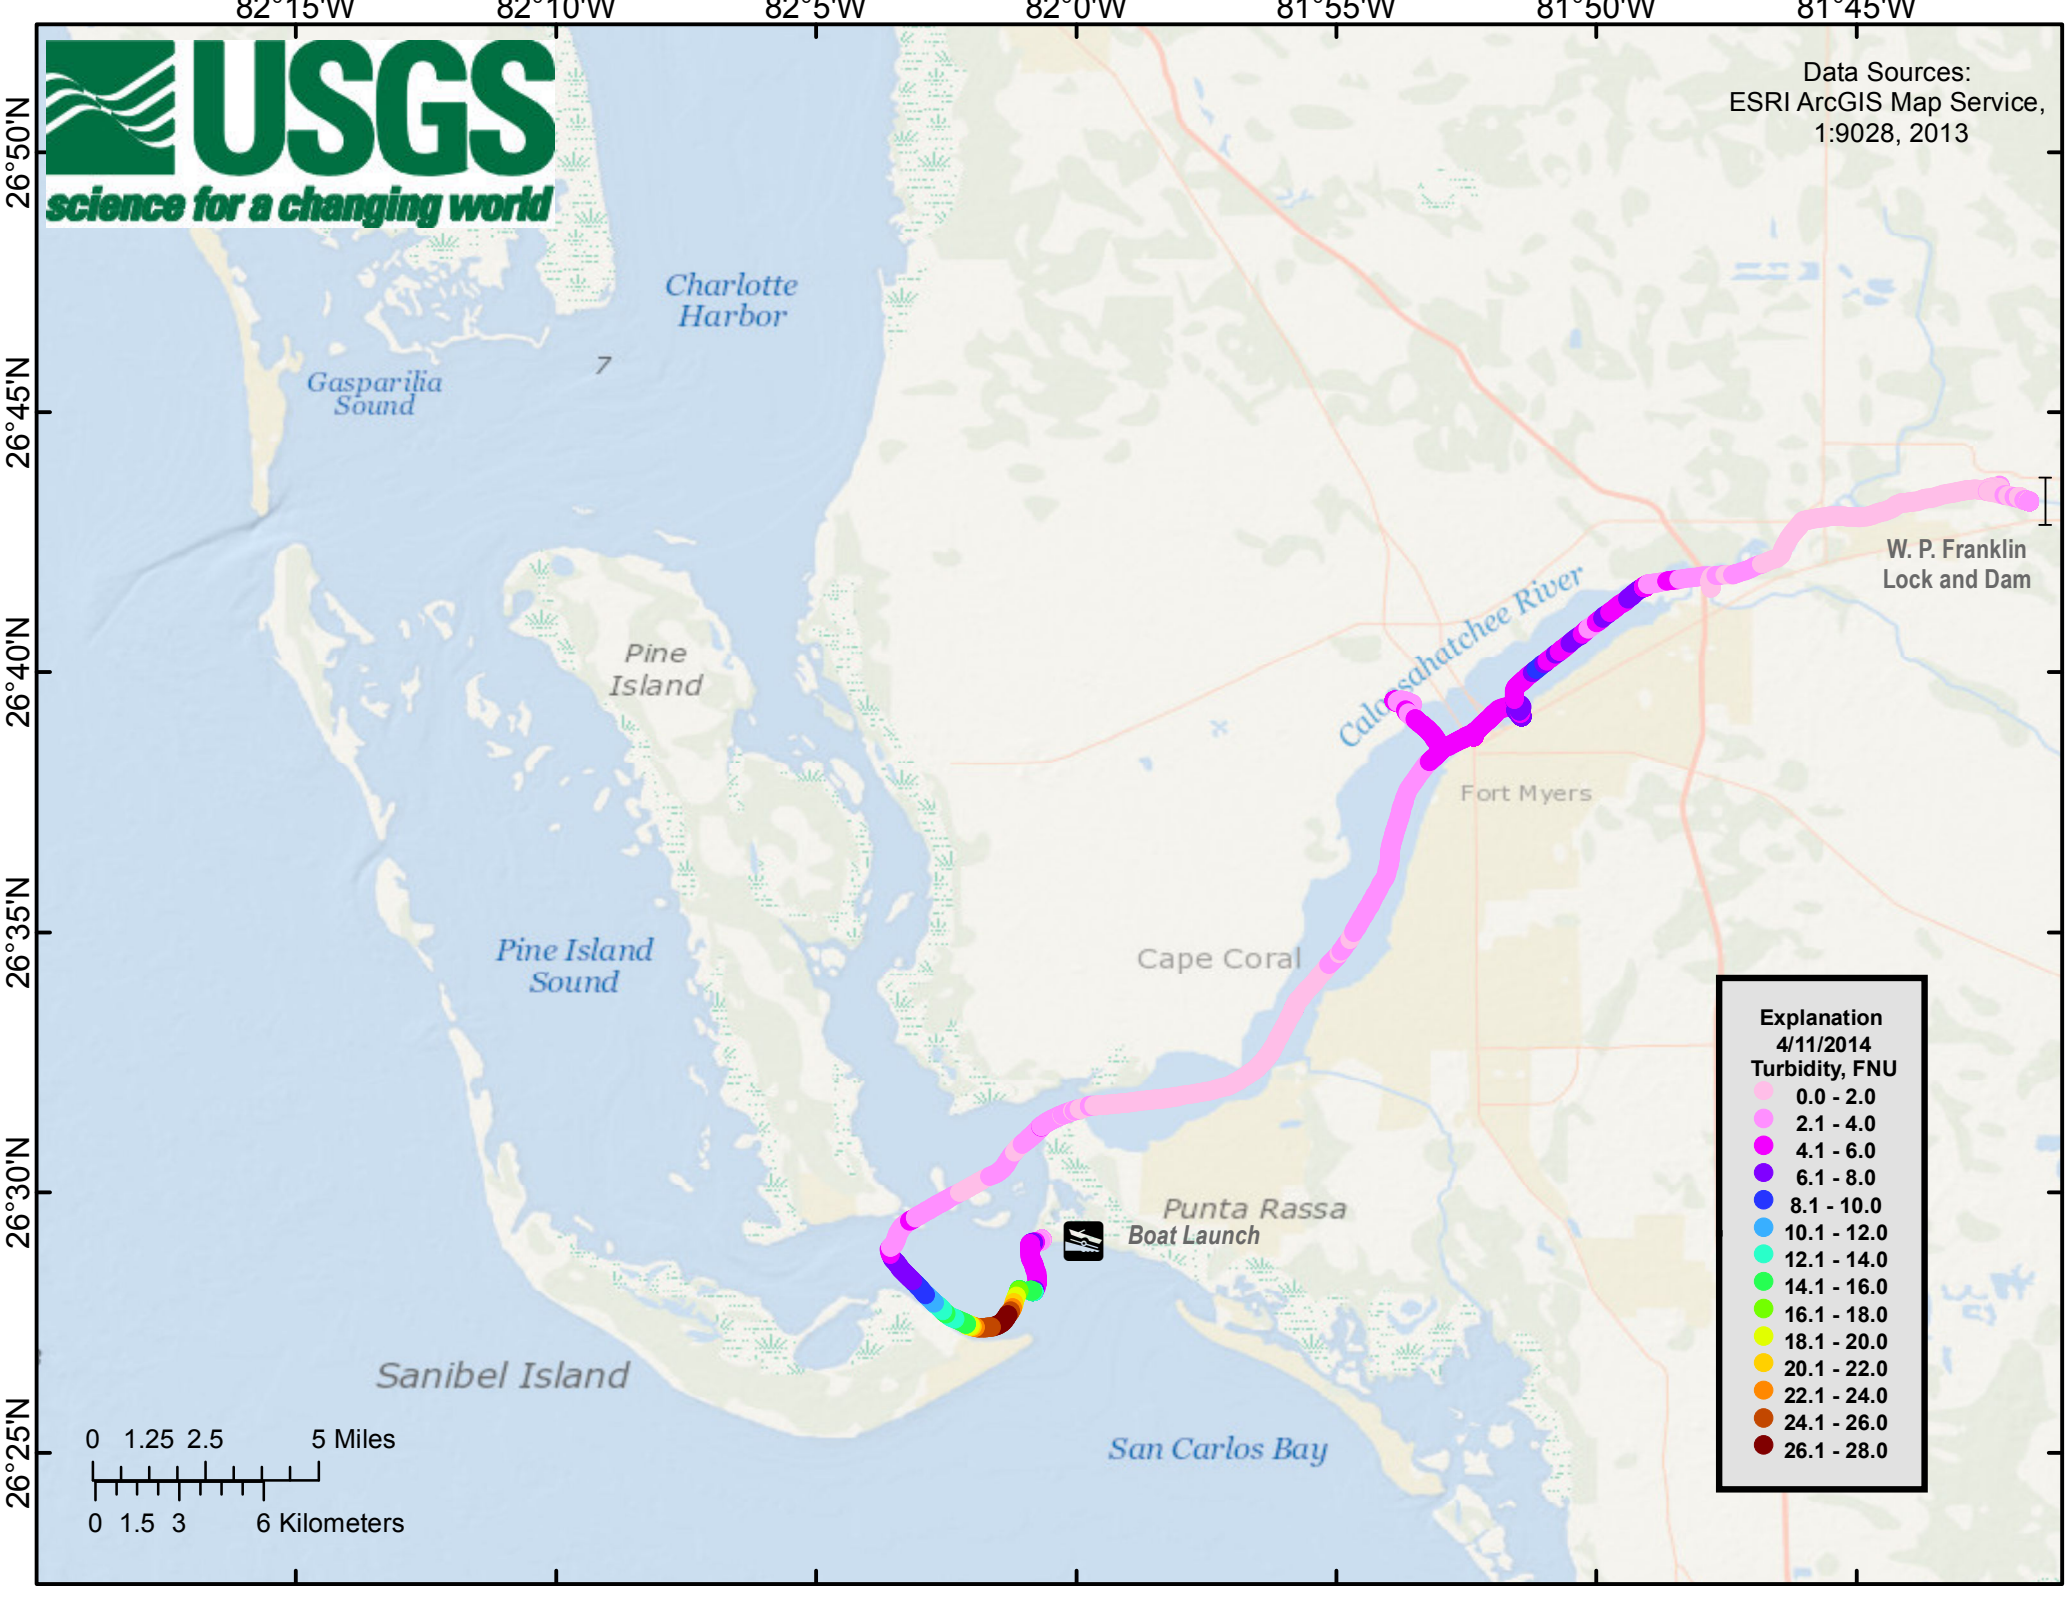 82°15'W 82°10'W 82°5'W 82°0'W 81°55'W 81°50'W 81°45'W
USGS
science for a changing world
Data Sources:
ESRI ArcGIS Map Service,
1:9028, 2013
26°50'N
26°45'N
26°40'N
26°35'N
26°30'N
26°25'N
Charlotte
Harbor
7
Gasparilia
Sound
W. P. Franklin
Lock and Dam
Caloosahatchee River
Pine
Island
Fort Myers
Cape Coral
Pine Island
Sound
Punta Rassa
Boat Launch
Sanibel Island
San Carlos Bay
Explanation
4/11/2014
Turbidity, FNU
0.0 - 2.0
2.1 - 4.0
4.1 - 6.0
6.1 - 8.0
8.1 - 10.0
10.1 - 12.0
12.1 - 14.0
14.1 - 16.0
16.1 - 18.0
18.1 - 20.0
20.1 - 22.0
22.1 - 24.0
24.1 - 26.0
26.1 - 28.0
0 1.25 2.5 5 Miles
0 1.5 3 6 Kilometers